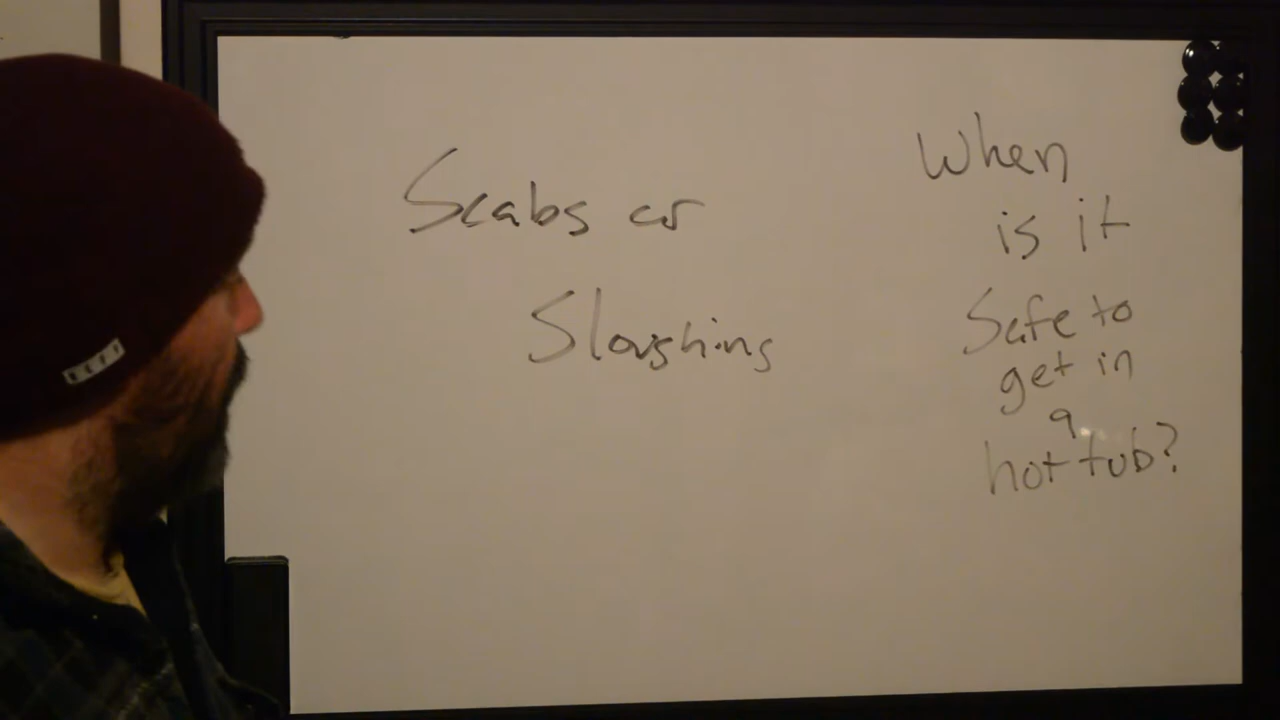 Scabs or
Sloughing
When
is it
Safe to
get in
a
hot tub?